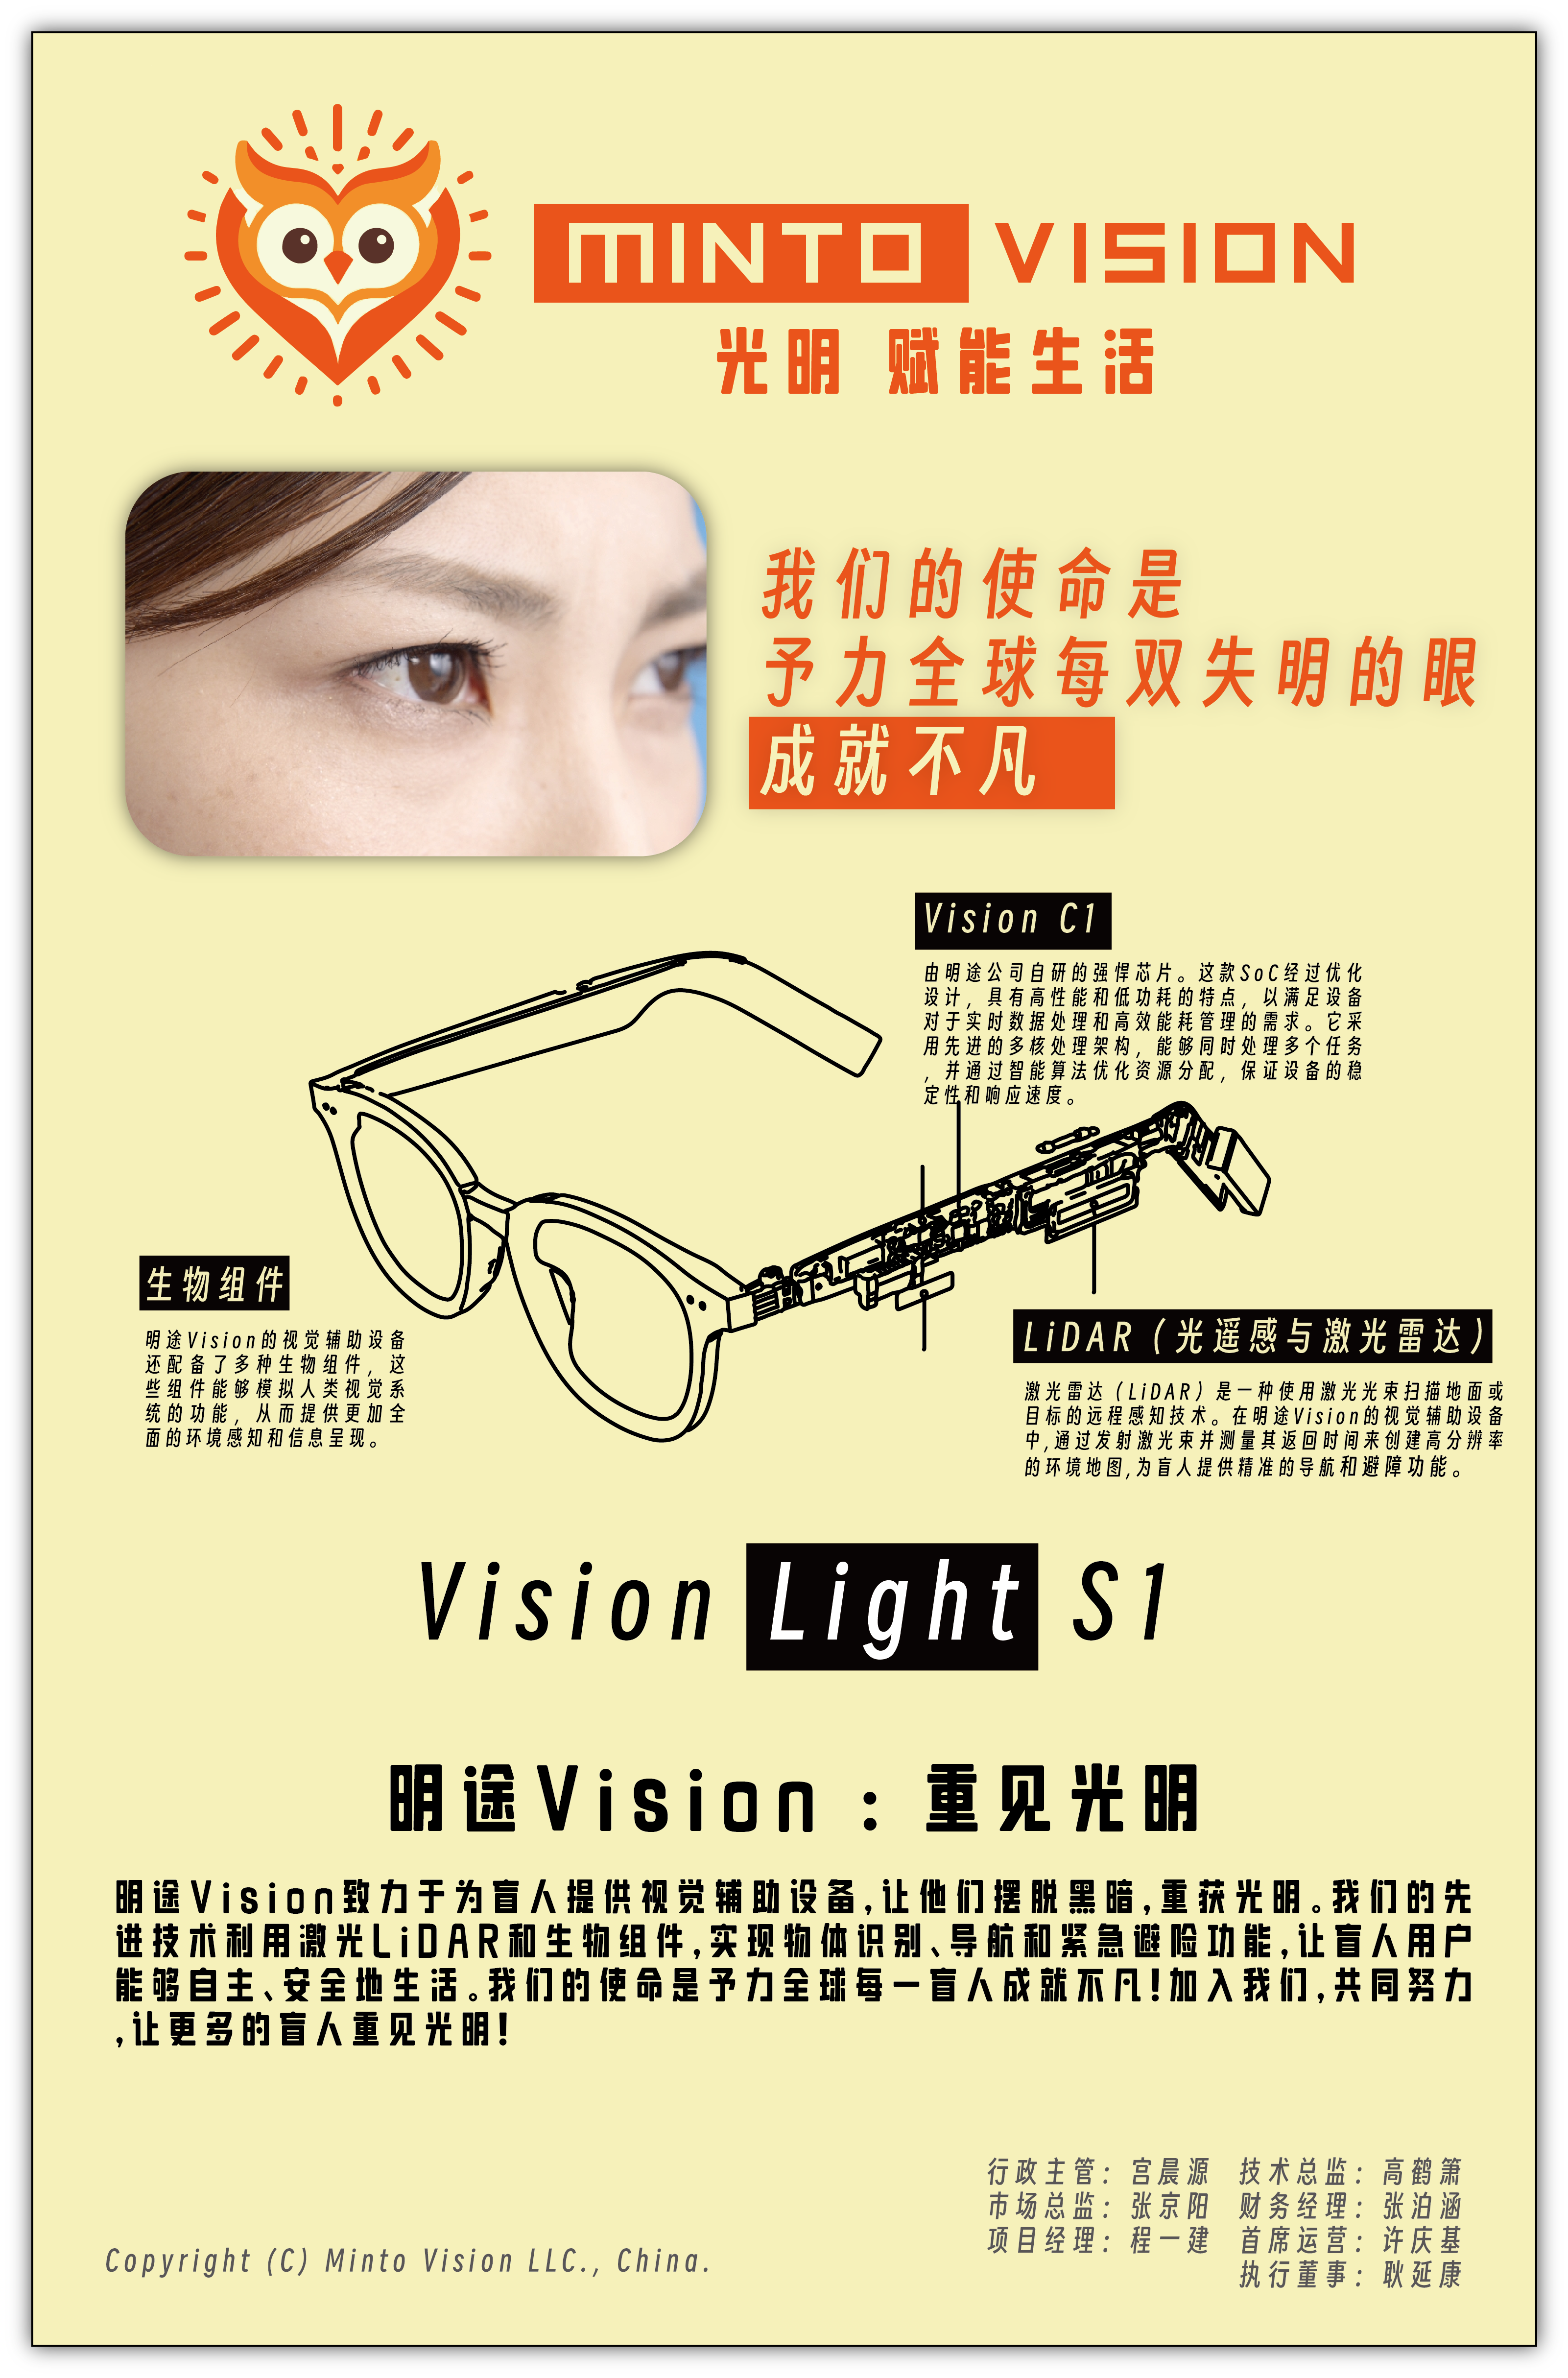 MINTO VISION
光明 赋能生活
我们的使命是
予力全球每双失明的眼
成就不凡
Vision C1
由明途公司自研的强悍芯片。这款SoC经过优化
设计，具有高性能和低功耗的特点，以满足设备
对于实时数据处理和高效能耗管理的需求。它采
用先进的多核处理架构，能够同时处理多个任务
，并通过智能算法优化资源分配，保证设备的稳
定性和响应速度。
生物组件
明途Vision的视觉辅助设备
还配备了多种生物组件，这
些组件能够模拟人类视觉系
统的功能，从而提供更加全
面的环境感知和信息呈现。
LiDAR（光遥感与激光雷达）
激光雷达（LiDAR）是一种使用激光光束扫描地面或
目标的远程感知技术。在明途Vision的视觉辅助设备
中,通过发射激光束并测量其返回时间来创建高分辨率
的环境地图,为盲人提供精准的导航和避障功能。
Vision Light S1
明途Vision：重见光明
明途Vision致力于为盲人提供视觉辅助设备,让他们摆脱黑暗,重获光明。我们的先
进技术利用激光LiDAR和生物组件,实现物体识别、导航和紧急避险功能,让盲人用户
能够自主、安全地生活。我们的使命是予力全球每一盲人成就不凡!加入我们,共同努力
,让更多的盲人重见光明!
行政主管：宫晨源 技术总监：高鹤箫
市场总监：张京阳 财务经理：张泊涵
项目经理：程一建 首席运营：许庆基
执行董事：耿延康
Copyright (C) Minto Vision LLC., China.